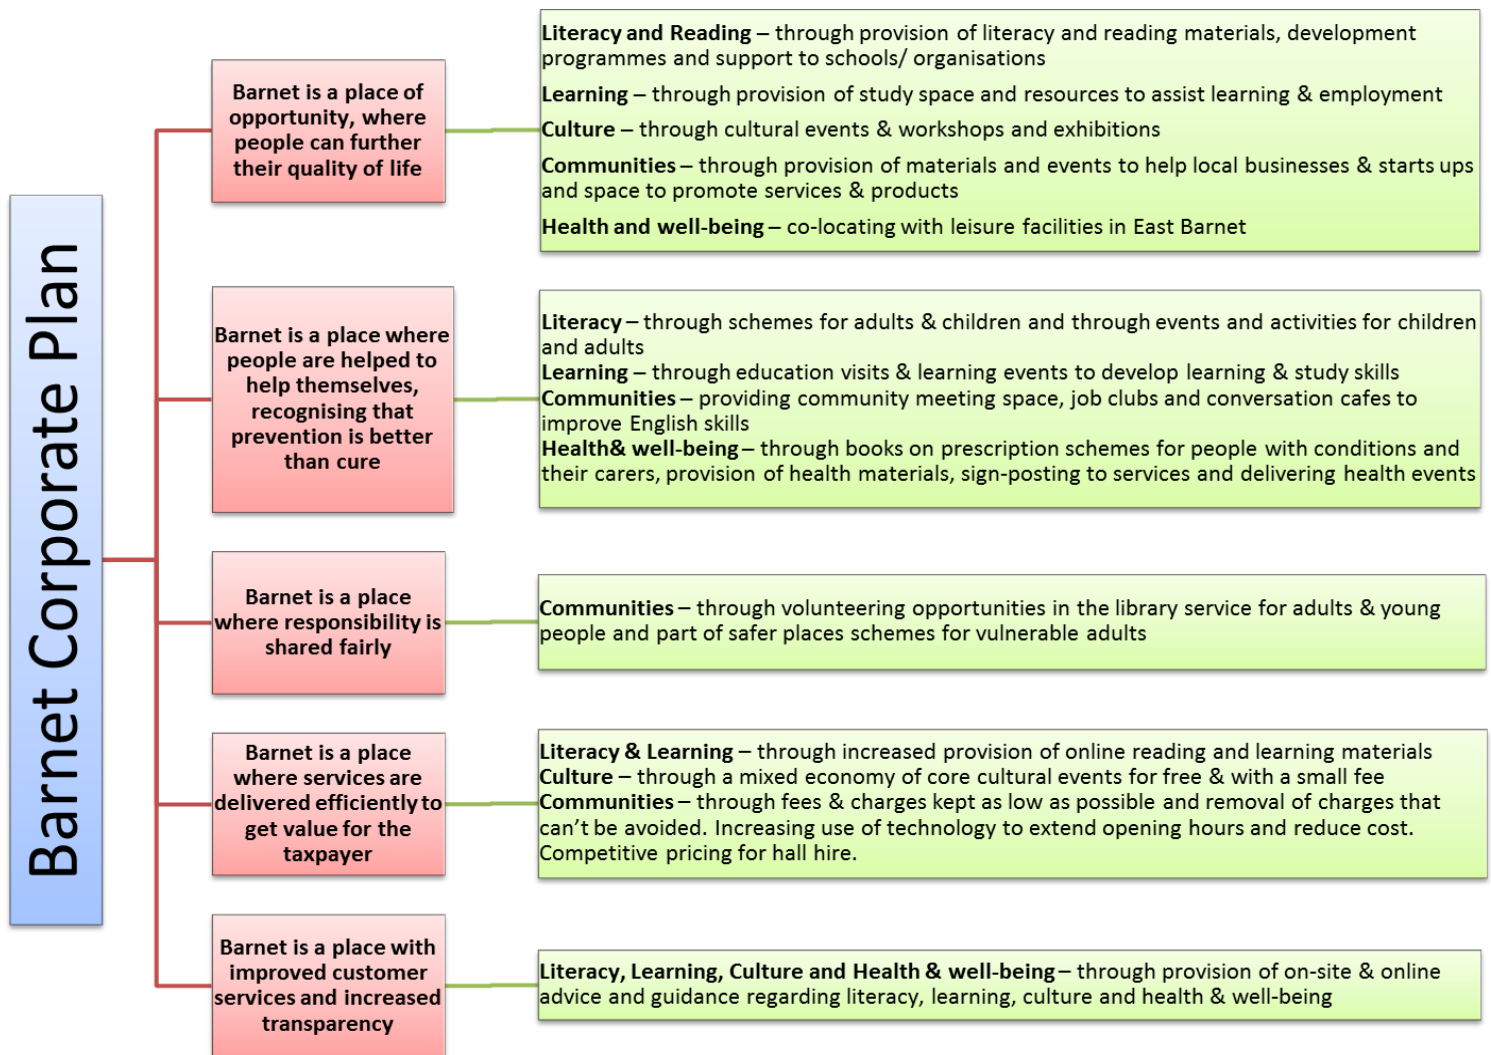 Barnet Corporate Plan
Barnet is a place of
opportunity, where
people can further
their quality of life
Literacy and Reading – through provision of literacy and reading materials, development
programmes and support to schools/ organisations
Learning – through provision of study space and resources to assist learning & employment
Culture – through cultural events & workshops and exhibitions
Communities – through provision of materials and events to help local businesses & starts ups
and space to promote services & products
Health and well-being – co-locating with leisure facilities in East Barnet
Barnet is a place where
people are helped to
help themselves,
recognising that
prevention is better
than cure
Literacy – through schemes for adults & children and through events and activities for children
and adults
Learning – through education visits & learning events to develop learning & study skills
Communities – providing community meeting space, job clubs and conversation cafes to
improve English skills
Health& well-being – through books on prescription schemes for people with conditions and
their carers, provision of health materials, sign-posting to services and delivering health events
Barnet is a place
where responsibility is
shared fairly
Communities – through volunteering opportunities in the library service for adults & young
people and part of safer places schemes for vulnerable adults
Barnet is a place
where services are
delivered efficiently to
get value for the
taxpayer
Literacy & Learning – through increased provision of online reading and learning materials
Culture – through a mixed economy of core cultural events for free & with a small fee
Communities – through fees & charges kept as low as possible and removal of charges that
can’t be avoided. Increasing use of technology to extend opening hours and reduce cost.
Competitive pricing for hall hire.
Barnet is a place with
improved customer
services and increased
transparency
Literacy, Learning, Culture and Health & well-being – through provision of on-site & online
advice and guidance regarding literacy, learning, culture and health & well-being